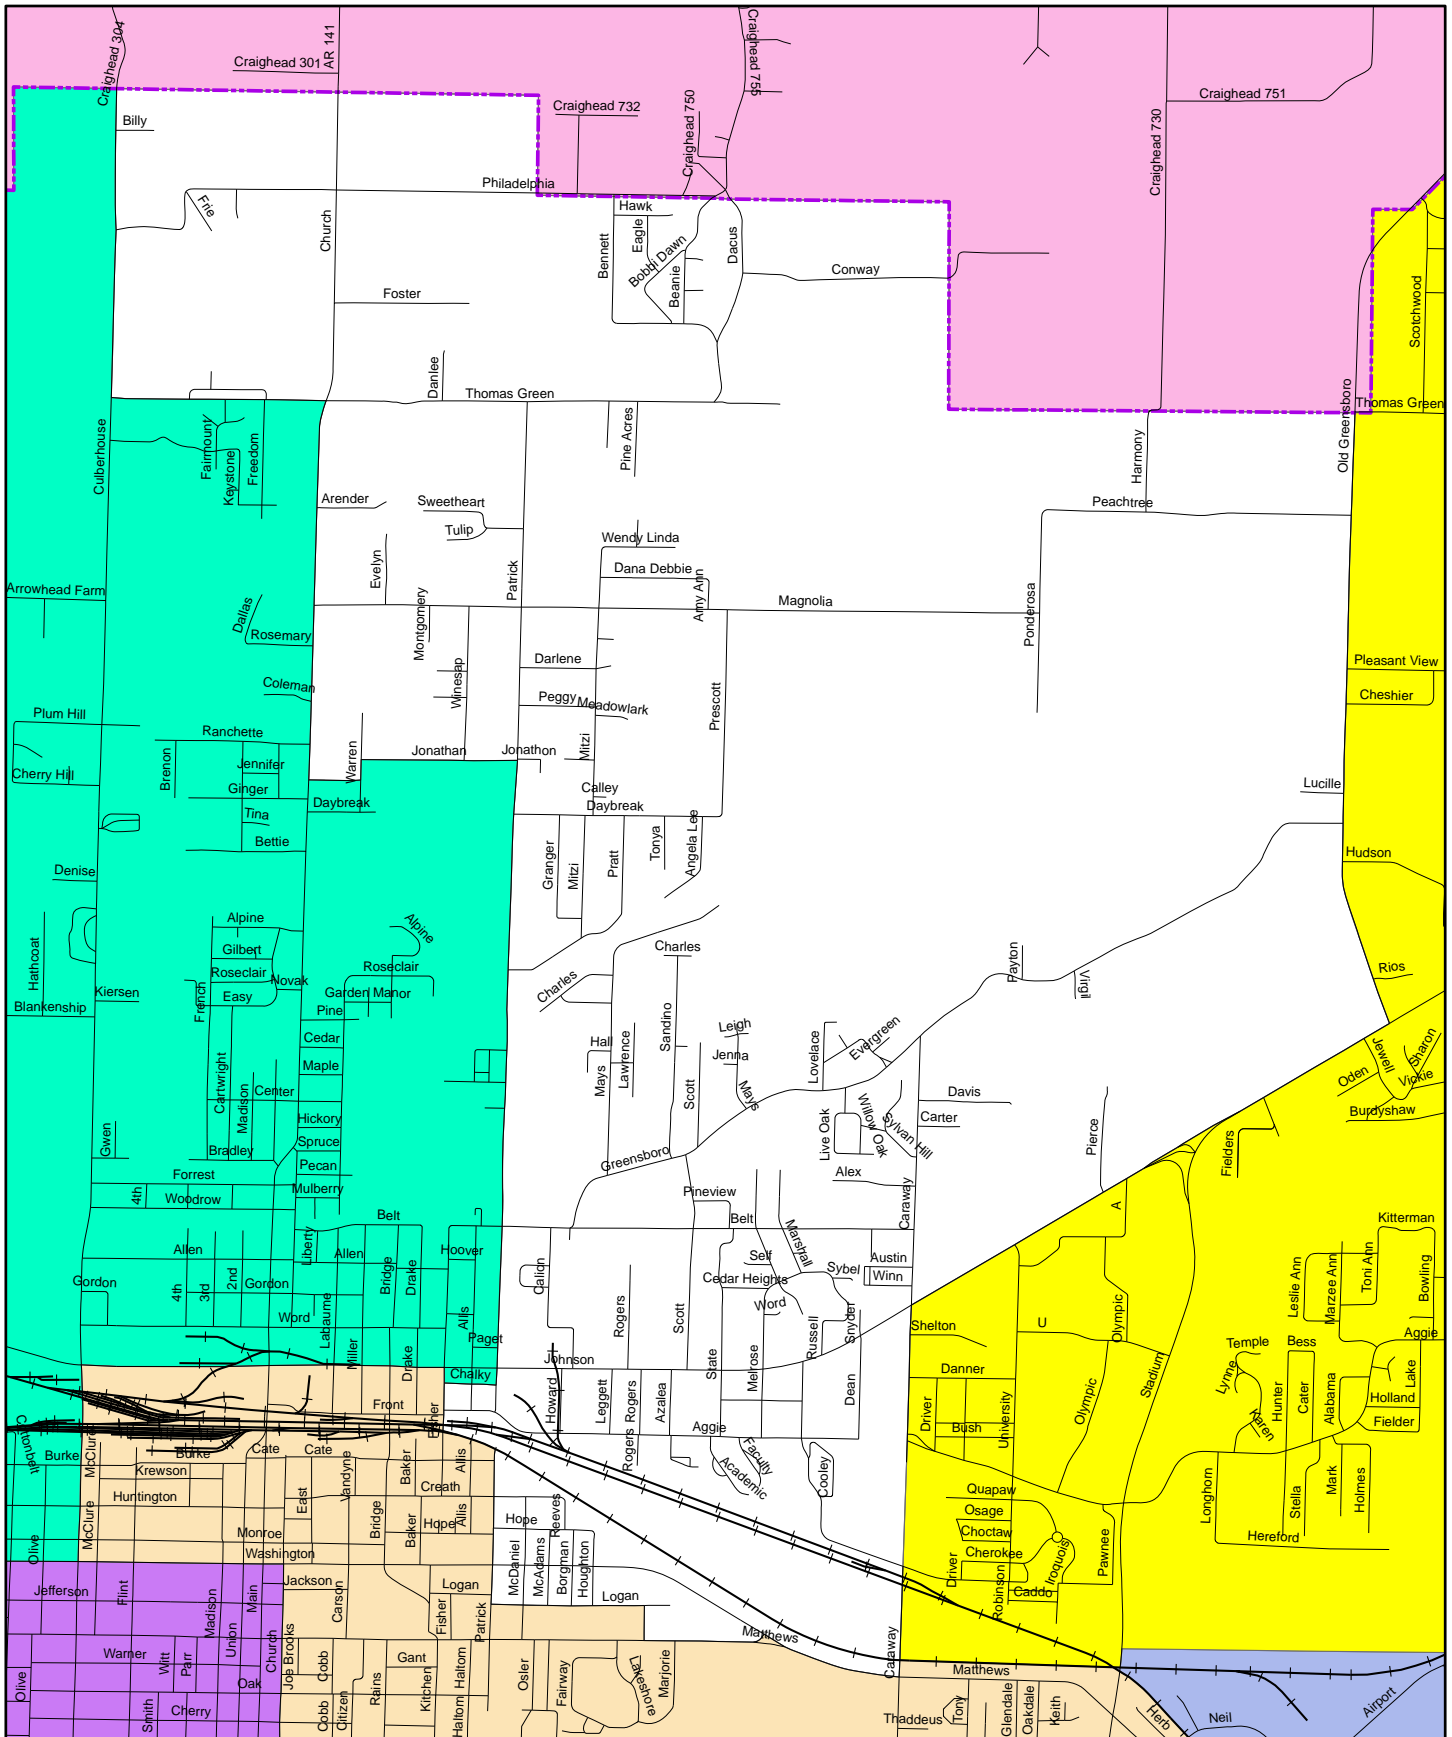 Craighead 304
Craighead 301
AR 141
Craighead 755
Craighead 732
Craighead 750
Craighead 751
Craighead 730
Billy
Philadelphia
Frie
Church
Hawk
Eagle
Bennett
Bobbi Dawn
Beanie
Dacus
Conway
Foster
Scotchwood
Danlee
Thomas Green
Thomas Green
Old Greensboro
Culberhouse
Fairmount
Keystone
Freedom
Pine Acres
Harmony
Arender
Sweetheart
Tulip
Peachtree
Wendy Linda
Evelyn
Patrick
Dana Debbie
Amy Ann
Arrowhead Farm
Dallas
Rosemary
Montgomery
Magnolia
Ponderosa
Darlene
Winesap
Pleasant View
Coleman
Peggy
Meadowlark
Prescott
Cheshier
Plum Hill
Ranchette
Warren
Jonathan
Jonathon
Mitzi
Cherry Hill
Brenon
Jennifer
Ginger
Daybreak
Calley
Daybreak
Lucille
Tina
Bettie
Granger
Mitzi
Pratt
Tonya
Angela Lee
Hudson
Denise
Alpine
Alpine
Hathcoat
Gilbert
Roseclair
Novak
Easy
French
Roseclair
Garden Manor
Pine
Charles
Charles
Payton
Virgil
Rios
Kiersen
Blankenship
Cedar
Maple
Cartwright
Madison
Center
Hickory
Spruce
Pecan
Mulberry
Hall
Mays
Lawrence
Sandino
Scott
Leigh
Jenna
Mays
Lovelace
Evergreen
Davis
Carter
Live Oak
Willow Oak
Sylvan Hill
Alex
Pierce
Jewell
Sharon
Oden
Vickie
Burdyshaw
Fielders
Gwen
Bradley
Forrest
4th
Woodrow
Greensboro
Pineview
Belt
Belt
Marshall
Caraway
A
Kitterman
Allen
Liberty
Allen
Bridge
Drake
Hoover
Calion
Self
Cedar Heights
Sybel
Austin
Winn
Leslie Ann
Marzee Ann
Toni Ann
Bowling
Gordon
4th
3rd
2nd
Gordon
Word
Labaume
Allis
Paget
Rogers
Scott
Word
Russell
Snyder
Shelton
U
Olympic
Aggie
Miller
Drake
Chalky
Johnson
State
Melrose
Dean
Danner
Stadium
Temple
Bess
Lynne
Hunter
Cater
Alabama
Lake
Holland
Fielder
Front
Fisher
Howard
Leggett
Rogers
Azalea
Aggie
Driver
Bush
University
Olympic
Karen
Cottonbelt
Burke
McClure
Burke
Cate
Cate
Krewson
Huntington
Vandyne
Baker
Allis
Creath
Rogers
Faculty
Academic
Cooley
Quapaw
Osage
Choctaw
Cherokee
Longhorn
Stella
Mark
Holmes
Hereford
Olive
McClure
East
Monroe
Washington
Bridge
Baker
Hope
Allis
Hope
Reeves
McDaniel
McAdams
Borgman
Houghton
Driver
Robinson
Iroquois
Caddo
Pawnee
Jefferson
Flint
Madison
Main
Jackson
Carson
Logan
Fisher
Patrick
Logan
Matthews
Caraway
Matthews
Olive
Warner
Witt
Parr
Union
Oak
Church
Joe Brooks
Cobb
Rains
Gant
Kitchen
Haltom
Osler
Fairway
Lakeshore
Marjorie
Smith
Cherry
Cobb
Citizen
Haltom
Thaddeus
Tony
Glendale
Oakdale
Keith
Herb
Neil
Airport